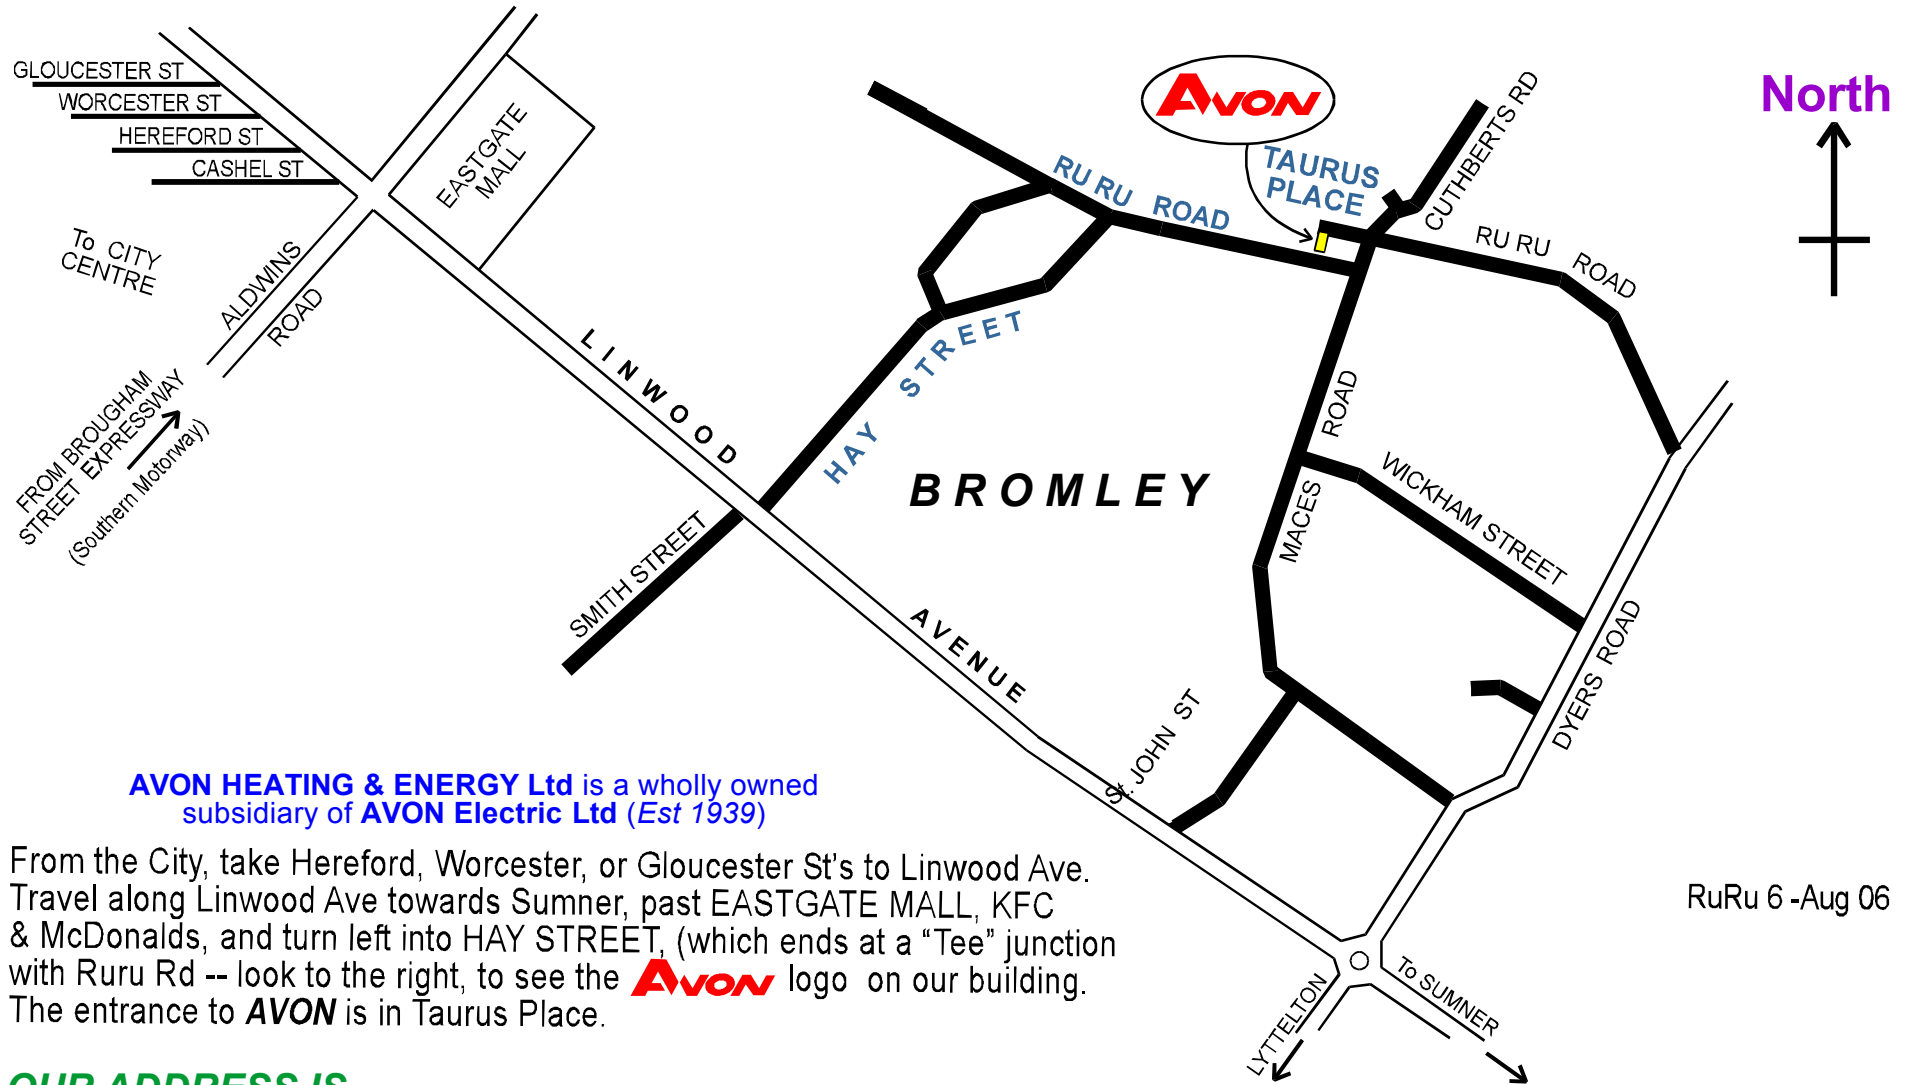 GLOUCESTER ST
WORCESTER ST
HEREFORD ST
CASHEL ST
To CITY
CENTRE
EASTGATE
MALL
ALDWINS
ROAD
FROM BROUGHAM
STREET EXPRESSWAY
(Southern Motorway)
LINWOOD
AVENUE
SMITH STREET
HAY STREET
RU RU ROAD
AVON
TAURUS
PLACE
CUTHBERTS RD
RU RU ROAD
North
BROMLEY
MACES ROAD
WICKHAM STREET
DYERS ROAD
St. JOHN ST
LYTTELTON
To SUMNER
AVON HEATING & ENERGY Ltd is a wholly owned
subsidiary of AVON Electric Ltd (Est 1939)
From the City, take Hereford, Worcester, or Gloucester St's to Linwood Ave.
Travel along Linwood Ave towards Sumner, past EASTGATE MALL, KFC
& McDonalds, and turn left into HAY STREET, (which ends at a “Tee” junction
with Ruru Rd -- look to the right, to see the AVON logo on our building.
The entrance to AVON is in Taurus Place.
RuRu 6 -Aug 06
OUR ADDRESS IS